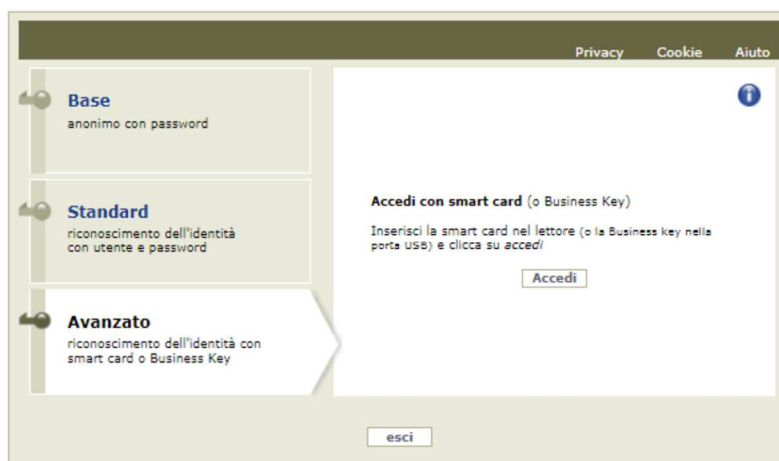 Privacy Cookie Aiuto
Base
anonimo con password
Standard
riconoscimento dell'identità
con utente e password
Avanzato
riconoscimento dell'identità con
smart card o Business Key
Accedi con smart card (o Business Key)
Inserisci la smart card nel lettore (o la Business key nella
porta USB) e clicca su accedi
Accedi
esci